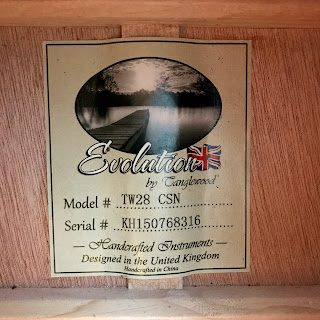 Evolution
by Tanglewood
Model # TW28 CSN
Serial # KH150768316
— Handcrafted Instruments —
Designed in the United Kingdom
Handcrafted in China